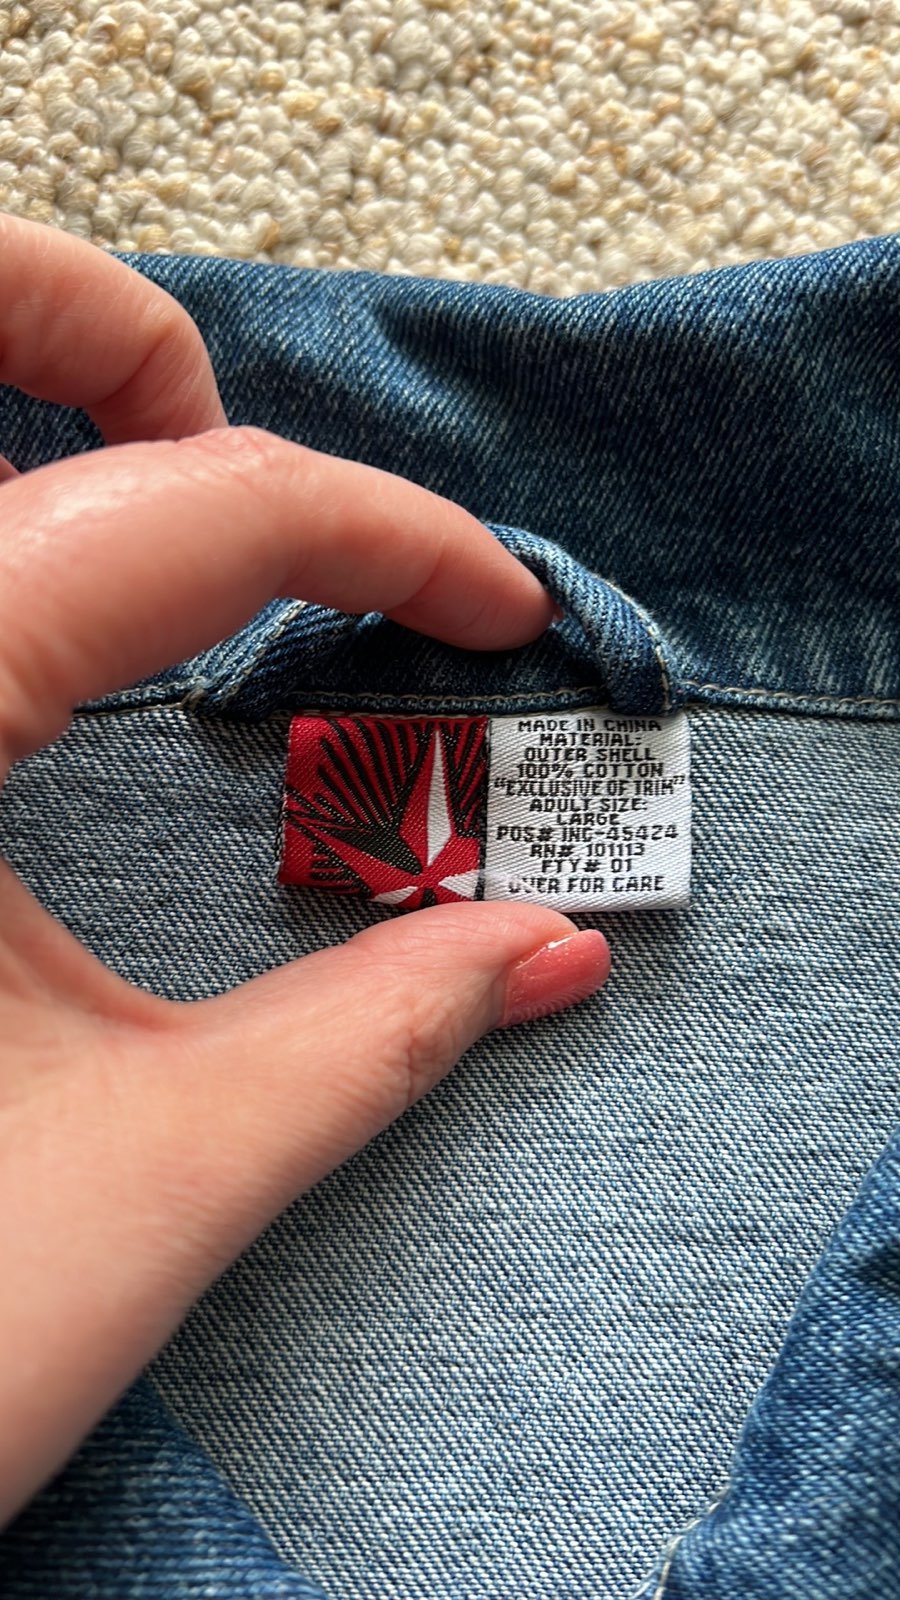 MADE IN CHINA
MATERIAL:
OUTER SHELL
100% COTTON
"EXCLUSIVE OF TRIM"
ADULT SIZE:
LARGE
POS# ING-45424
RN# 101113
FTY# 01
OVER FOR CARE